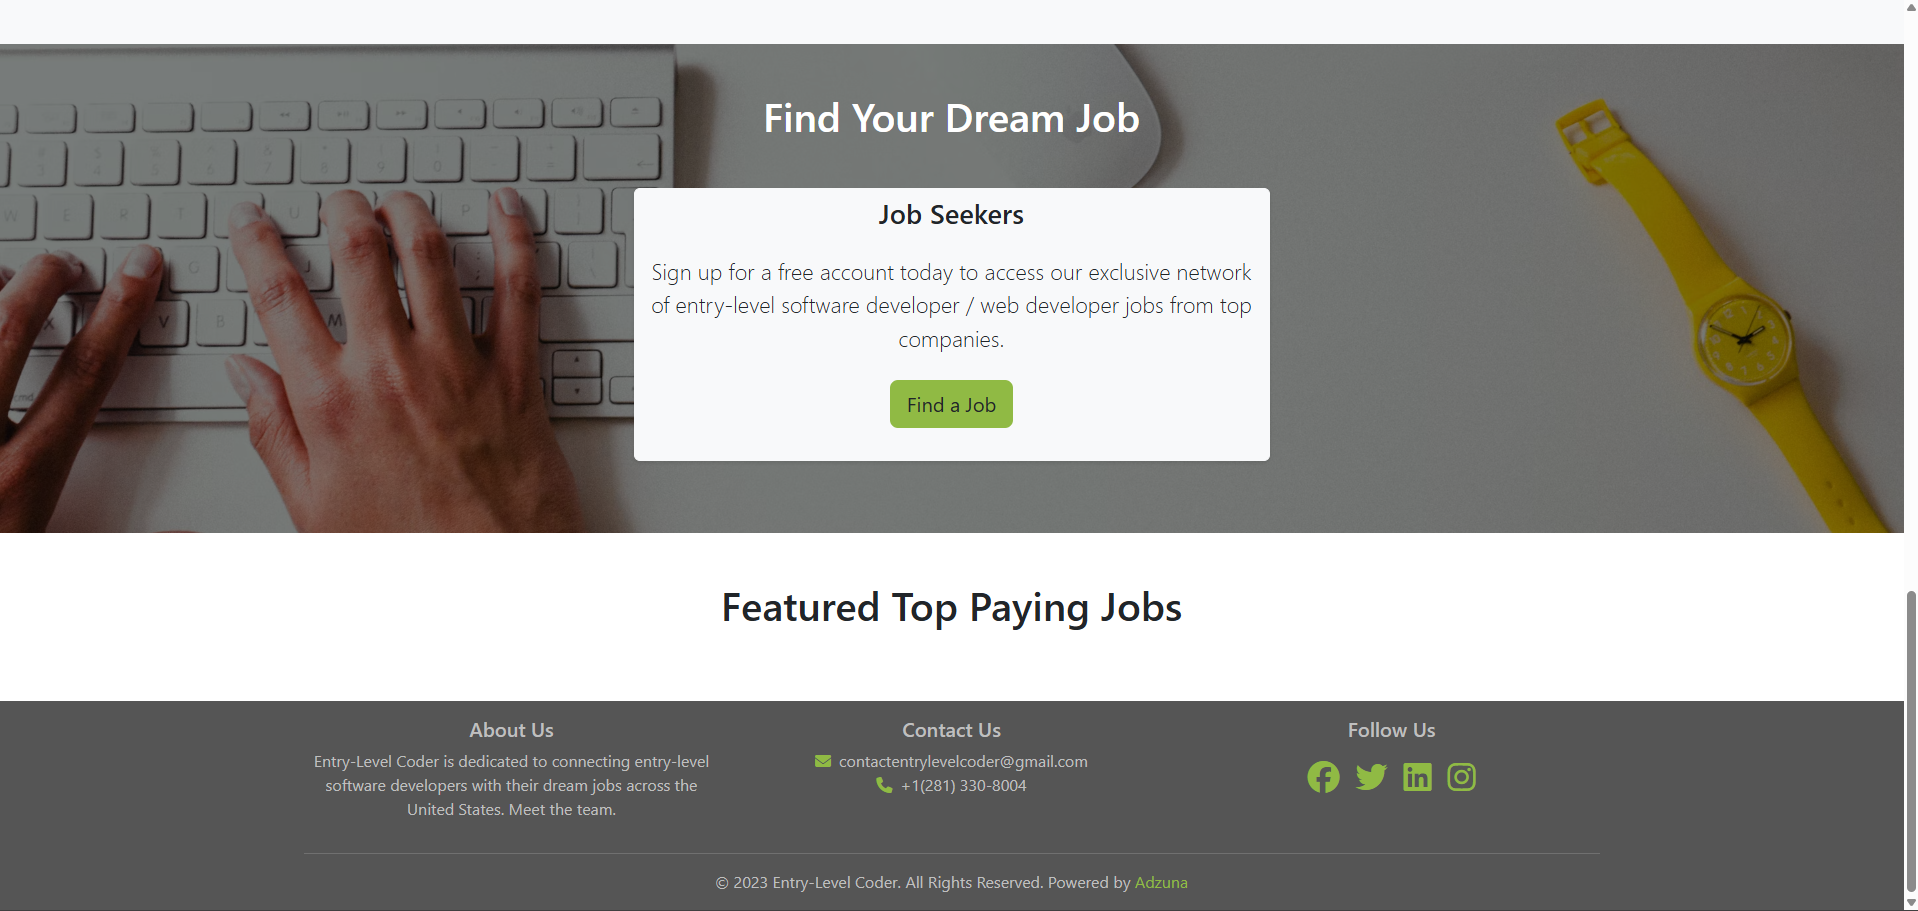 Find Your Dream Job
Job Seekers
Sign up for a free account today to access our exclusive network
of entry-level software developer / web developer jobs from top
companies.
Find a Job
Featured Top Paying Jobs
About Us
Entry-Level Coder is dedicated to connecting entry-level
software developers with their dream jobs across the
United States. Meet the team.
Contact Us
contactentrylevelcoder@gmail.com
+1(281) 330-8004
Follow Us
© 2023 Entry-Level Coder. All Rights Reserved. Powered by Adzuna